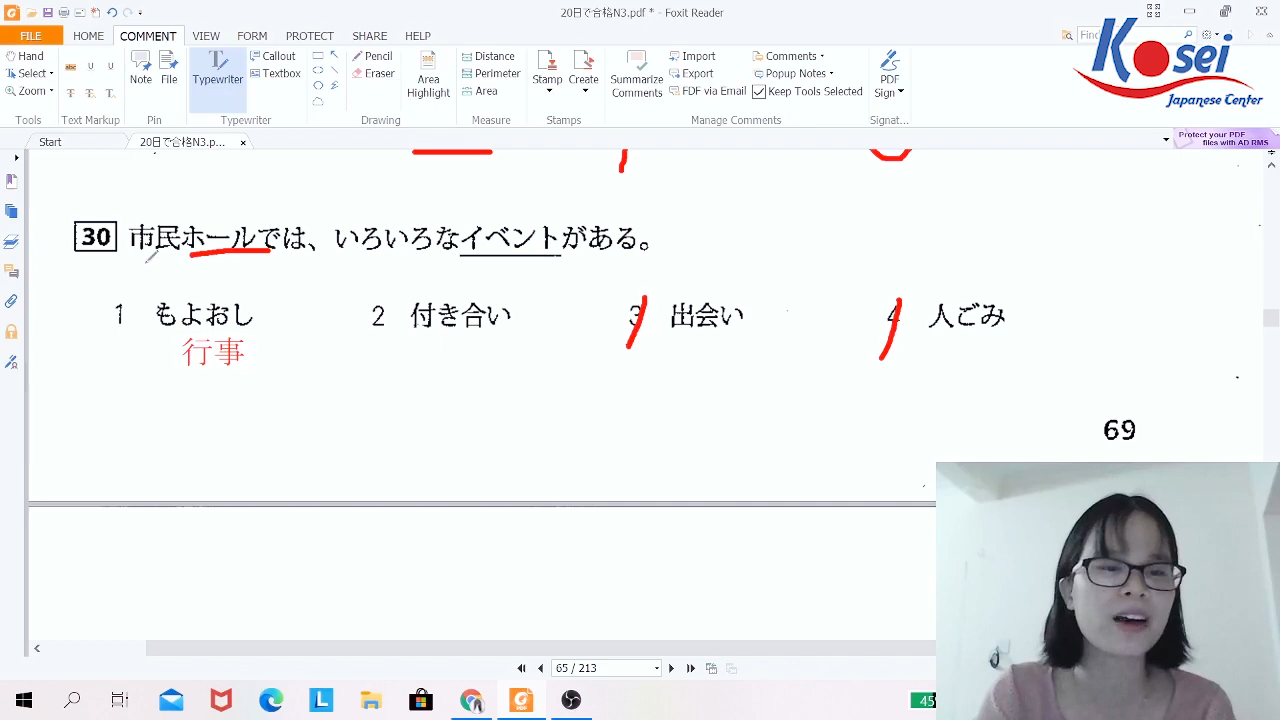 20日で合格N3.pdf * - Foxit Reader
FILE HOME COMMENT VIEW FORM PROTECT SHARE HELP
Find
Hand
Select
Zoom
Tools
Text Markup
Note
File
Pin
Typewriter
Callout
Textbox
Typewriter
Pencil
Eraser
Area Highlight
Drawing
Distance
Perimeter
Area
Measure
Stamp
Create
Stamps
Summarize Comments
Import
Export
FDF via Email
Comments
Popup Notes
Keep Tools Selected
Manage Comments
PDF Sign
Signat...
Kosei
Japanese Center
Start
20日で合格N3.p...
Protect your PDF files with AD RMS
30 市民ホールでは、いろいろなイベントがある。
1 もよおし 2 付き合い 3 出会い 4 人ごみ
行事
69
65 / 213
45